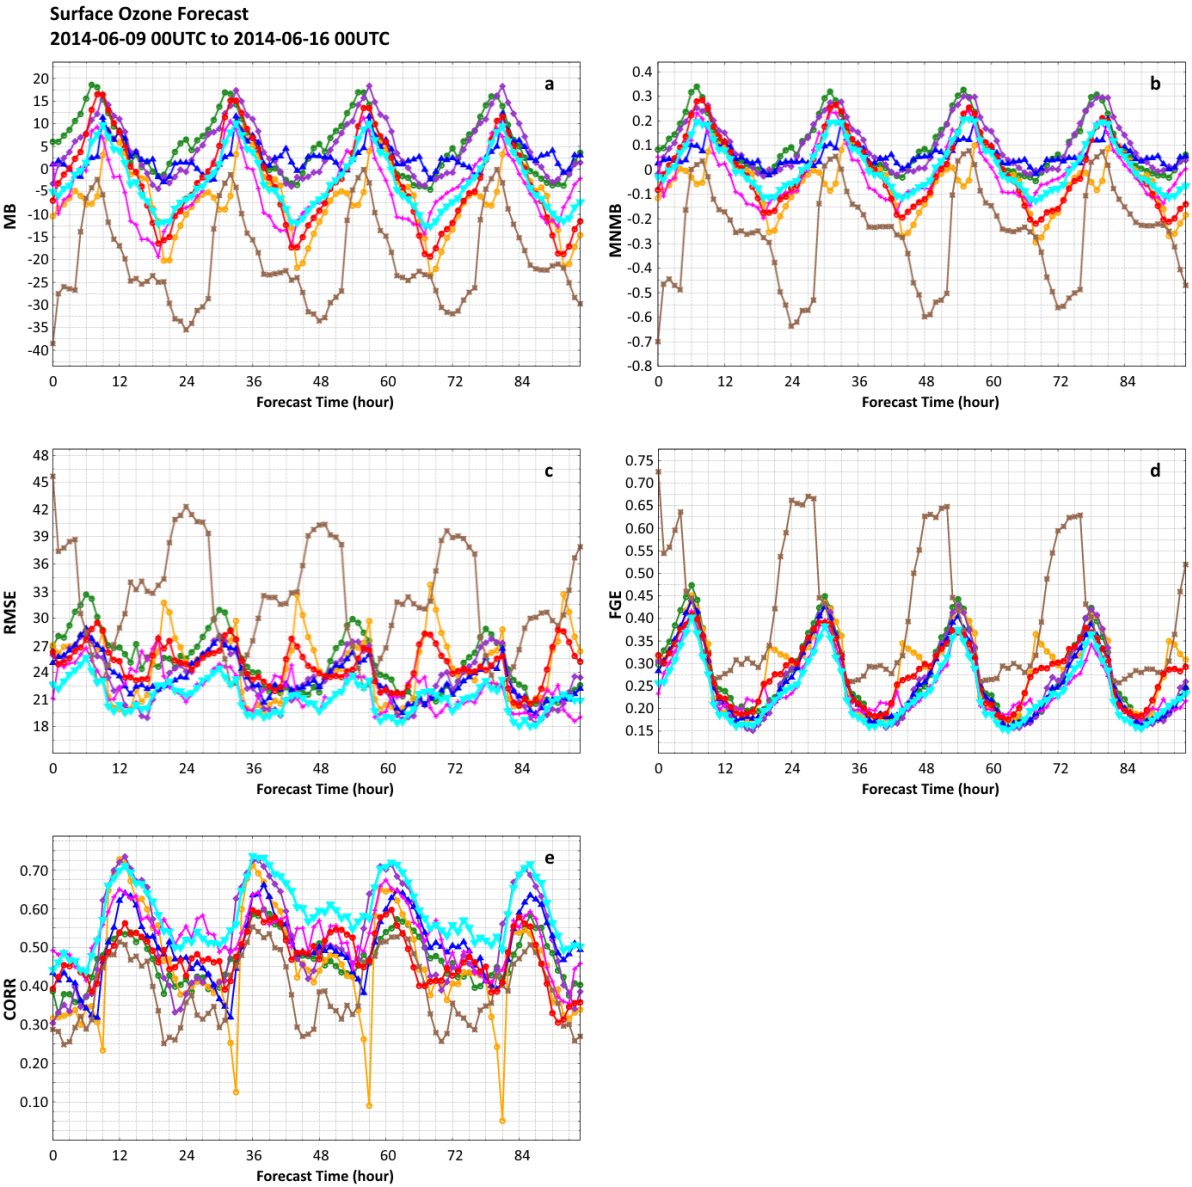 Surface Ozone Forecast
2014-06-09 00UTC to 2014-06-16 00UTC
a
20
15
10
5
0
-5
-10
-15
-20
-25
-30
-35
-40
MB
0 12 24 36 48 60 72 84
Forecast Time (hour)
b
0.4
0.3
0.2
0.1
0
-0.1
-0.2
-0.3
-0.4
-0.5
-0.6
-0.7
-0.8
MNMB
0 12 24 36 48 60 72 84
Forecast Time (hour)
c
48
45
42
39
36
33
30
27
24
21
18
RMSE
0 12 24 36 48 60 72 84
Forecast Time (hour)
d
0.75
0.70
0.65
0.60
0.55
0.50
0.45
0.40
0.35
0.30
0.25
0.20
0.15
FGE
0 12 24 36 48 60 72 84
Forecast Time (hour)
e
0.70
0.60
0.50
0.40
0.30
0.20
0.10
CORR
0 12 24 36 48 60 72 84
Forecast Time (hour)